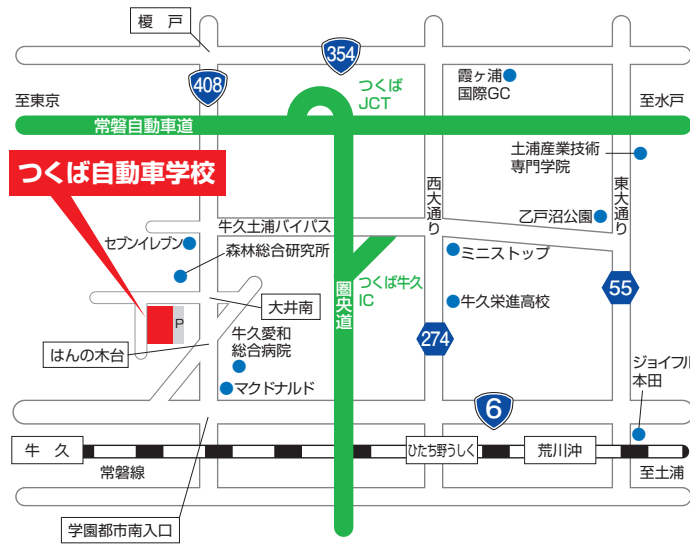 榎 戸
354
408
つくば
JCT
霞ヶ浦
国際GC
至東京
至水戸
常磐自動車道
土浦産業技術
専門学院
つくば自動車学校
西大通り
東大通り
乙戸沼公園
牛久土浦バイパス
セブンイレブン
森林総合研究所
ミニストップ
つくば牛久
IC
圏央道
55
大井南
牛久栄進高校
P
はんの木台
牛久愛和
総合病院
274
ジョイフル
本田
マクドナルド
6
牛 久
ひたち野うしく
荒川沖
常磐線
至土浦
学園都市南入口